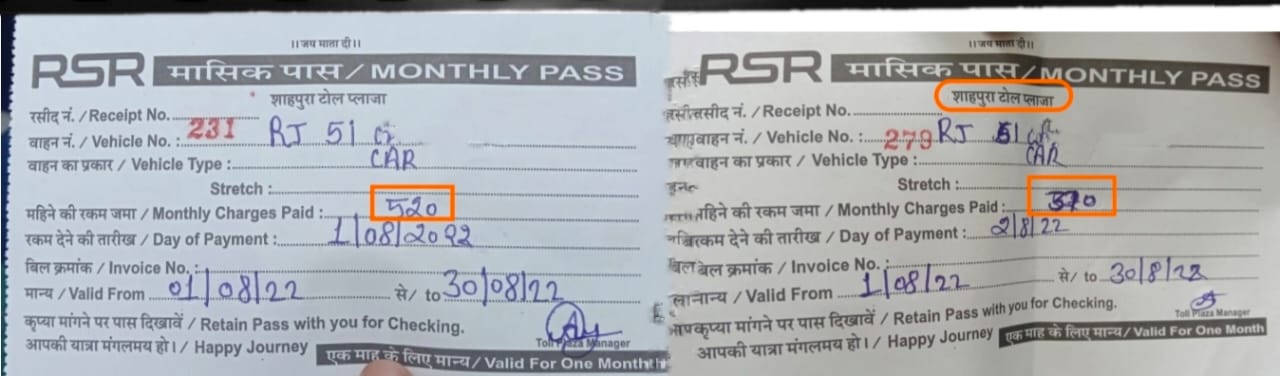 ।।जय माता दी।।
RSR मासिक पास/MONTHLY PASS
शाहपुरा टोल प्लाजा
रसीद नं. /Receipt No. 231
वाहन नं. / Vehicle No. : RJ 51
वाहन का प्रकार / Vehicle Type : CAR
Stretch :
महिने की रकम जमा / Monthly Charges Paid : 520
रकम देने की तारीख / Day of Payment : 1/08/2022
बिल क्रमांक / Invoice No. :
मान्य / Valid From 01/08/22 से/ to 30/08/22
कृप्या मांगने पर पास दिखावें / Retain Pass with you for Checking.
Toll Plaza Manager
आपकी यात्रा मंगलमय हो। / Happy Journey
एक माह के लिए मान्य/ Valid For One Month
।।जय माता दी।।
RSR मासिक पास/MONTHLY PASS
शाहपुरा टोल प्लाजा
रसीद नं. / Receipt No.
वाहन नं. / Vehicle No. : 279 RJ 51
वाहन का प्रकार / Vehicle Type : CAR
Stretch :
महिने की रकम जमा / Monthly Charges Paid : 370
रकम देने की तारीख / Day of Payment : 2/8/22
बिल क्रमांक / Invoice No. :
मान्य / Valid From 1/08/22 से/ to 30/8/22
कृप्या मांगने पर पास दिखावें / Retain Pass with you for Checking.
Toll Plaza Manager
आपकी यात्रा मंगलमय हो। / Happy Journey
एक माह के लिए मान्य/Valid For One Month